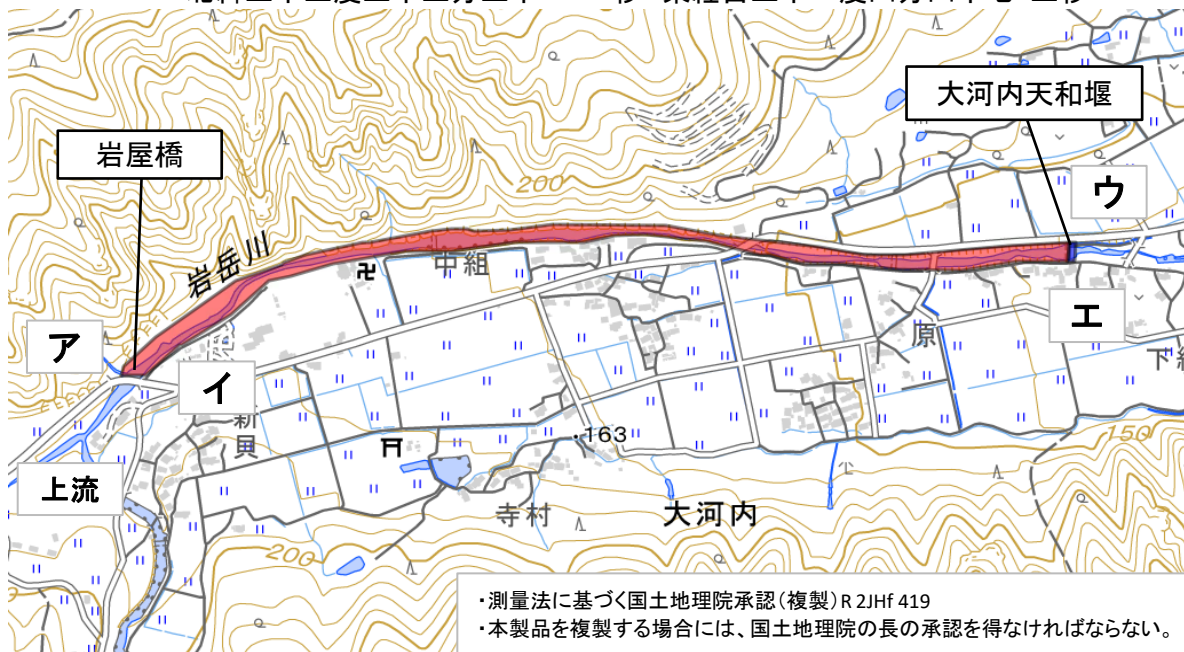 岩屋橋
大河内天和堰
200
岩岳川
中組
ウ
ア
イ
エ
原
下組
新貝
163
150
上流
寺村
大河内
200
・測量法に基づく国土地理院承認(複製)R 2JHf 419
・本製品を複製する場合には、国土地理院の長の承認を得なければならない。